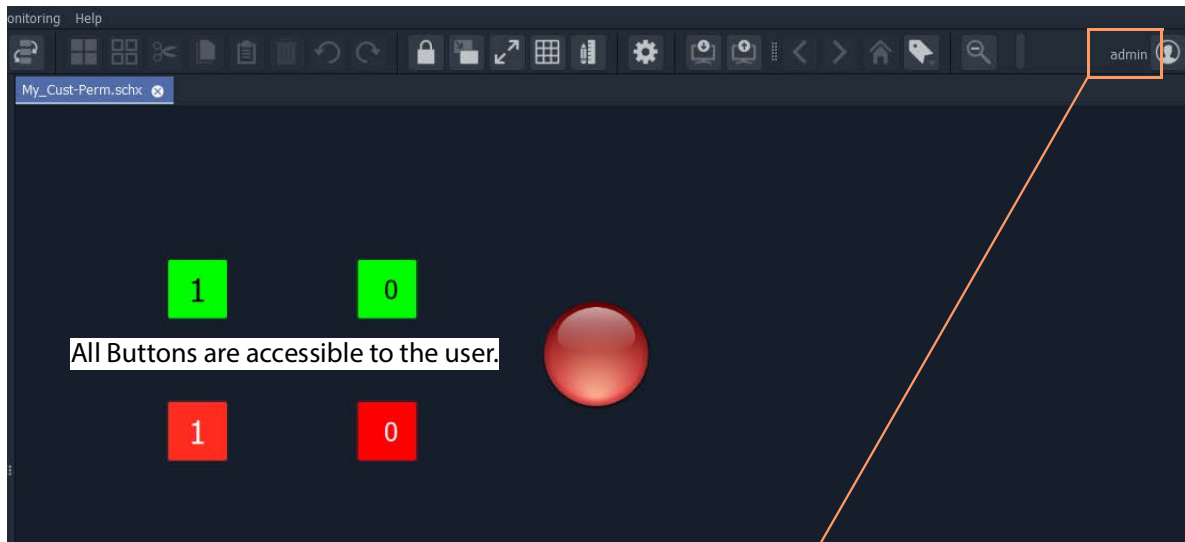 onitoring Help
admin
My_Cust-Perm.schx
1 0
All Buttons are accessible to the user.
1 0